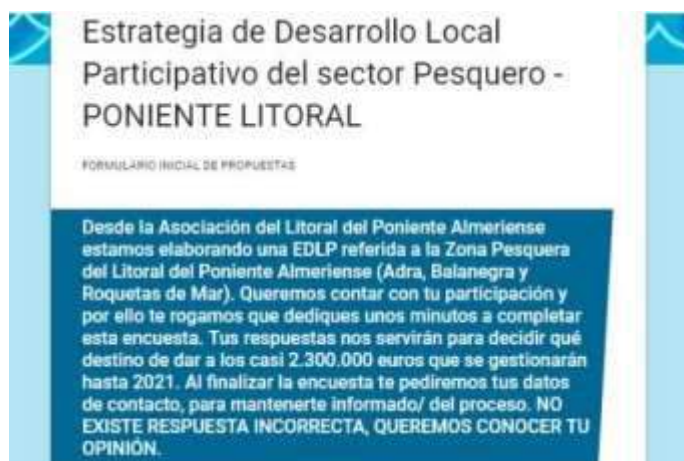 Estrategia de Desarrollo Local
Participativo del sector Pesquero -
PONIENTE LITORAL
FORMULARIO INICIAL DE PROPUESTAS
Desde la Asociación del Litoral del Poniente Almeriense
estamos elaborando una EDLP referida a la Zona Pesquera
del Litoral del Poniente Almeriense (Adra, Balanegra y
Roquetas de Mar). Queremos contar con tu participación y
por ello te rogamos que dediques unos minutos a completar
esta encuesta. Tus respuestas nos servirán para decidir qué
destino de dar a los casi 2.300.000 euros que se gestionarán
hasta 2021. Al finalizar la encuesta te pediremos tus datos
de contacto, para mantenerte informado/ del proceso. NO
EXISTE RESPUESTA INCORRECTA, QUEREMOS CONOCER TU
OPINIÓN.